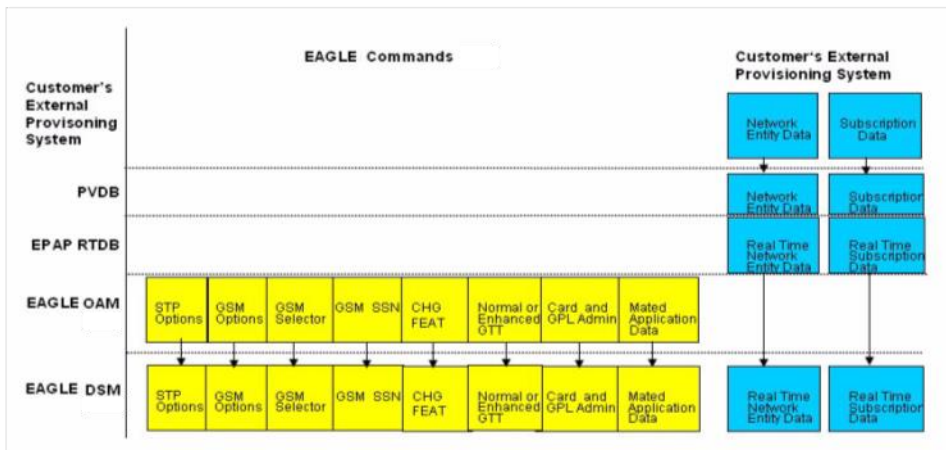 EAGLE Commands
Customer's External
Provisioning System
Customer's
External
Provisoning
System
Network
Entity Data
Subscription
Data
PVDB
Network
Entity Data
Subscription
Data
EPAP RTDB
Real Time
Network
Entity Data
Real Time
Subscription
Data
EAGLE OAM
STP
Options
GSM
Options
GSM
Selector
GSM SSN
CHG
FEAT
Normal or
Enhanced
GTT
Card and
GPL Admin
Mated
Application
Data
EAGLE DSM
STP
Options
GSM
Options
GSM
Selector
GSM SSN
CHG
FEAT
Normal or
Enhanced
GTT
Card and
GPL Admin
Mated
Application
Data
Real Time
Network
Entity Data
Real Time
Subscription
Data